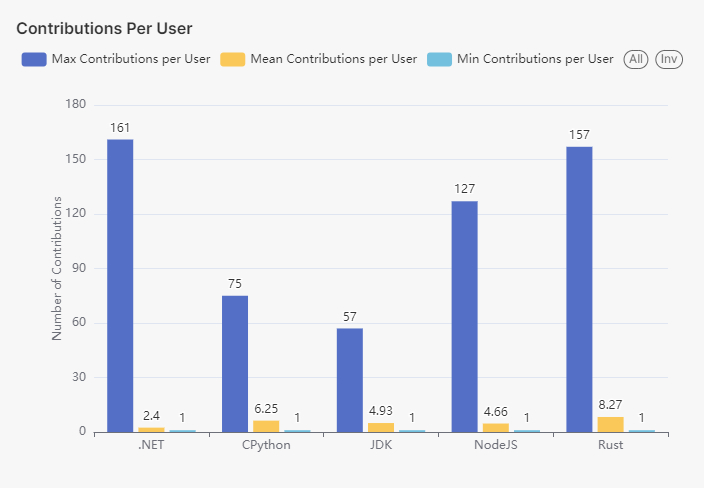 Contributions Per User
Max Contributions per User Mean Contributions per User Min Contributions per User All Inv
180
161
157
150
127
120
Number of Contributions
90
75
60
57
30
2.4 1 6.25 1 4.93 1 4.66 1 8.27 1
0
.NET CPython JDK NodeJS Rust